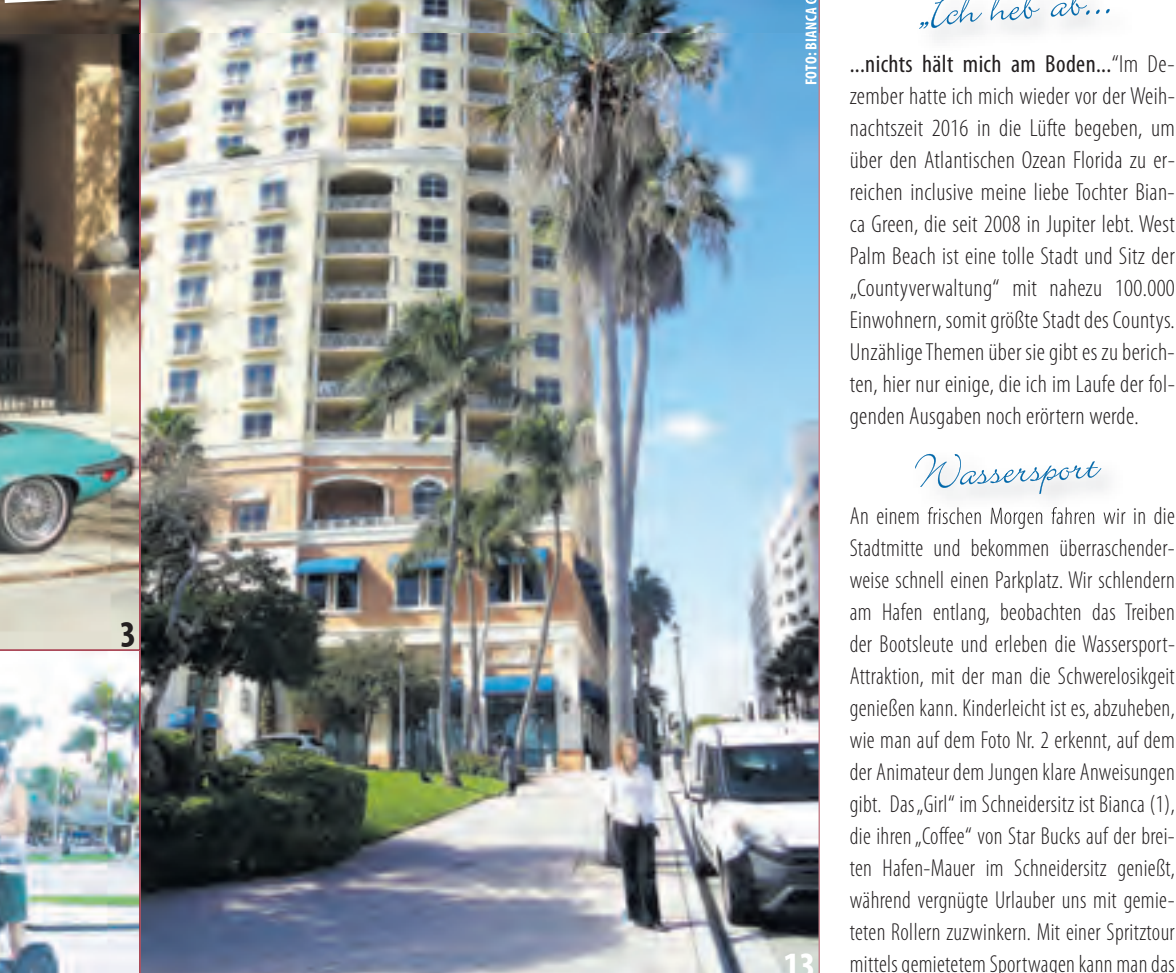 FOTO: BIANCA
3
13
„Ich heb ab...
...nichts hält mich am Boden...“Im De-
zember hatte ich mich wieder vor der Weih-
nachtszeit 2016 in die Lüfte begeben, um
über den Atlantischen Ozean Florida zu er-
reichen inclusive meine liebe Tochter Bian-
ca Green, die seit 2008 in Jupiter lebt. West
Palm Beach ist eine tolle Stadt und Sitz der
„Countyverwaltung“ mit nahezu 100.000
Einwohnern, somit größte Stadt des Countys.
Unzählige Themen über sie gibt es zu berich-
ten, hier nur einige, die ich im Laufe der fol-
genden Ausgaben noch erörtern werde.
Wassersport
An einem frischen Morgen fahren wir in die
Stadtmitte und bekommen überraschender-
weise schnell einen Parkplatz. Wir schlendern
am Hafen entlang, beobachten das Treiben
der Bootsleute und erleben die Wassersport-
Attraktion, mit der man die Schwerelosikgeit
genießen kann. Kinderleicht ist es, abzuheben,
wie man auf dem Foto Nr. 2 erkennt, auf dem
der Animateur dem Jungen klare Anweisungen
gibt. Das „Girl“ im Schneidersitz ist Bianca (1),
die ihren „Coffee“ von Star Bucks auf der brei-
ten Hafen-Mauer im Schneidersitz genießt,
während vergnügte Urlauber uns mit gemie-
teten Rollern zuzwinkern. Mit einer Spritztour
mittels gemietetem Sportwagen kann man das